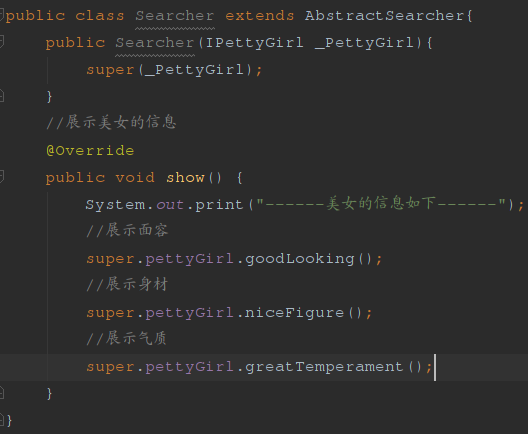 public class Searcher extends AbstractSearcher{
public Searcher(IPettyGirl _PettyGirl){
super(_PettyGirl);
}
//展示美女的信息
@Override
public void show() {
System.out.print("------美女的信息如下------");
//展示面容
super.pettyGirl.goodLooking();
//展示身材
super.pettyGirl.niceFigure();
//展示气质
super.pettyGirl.greatTemperament();
}
}